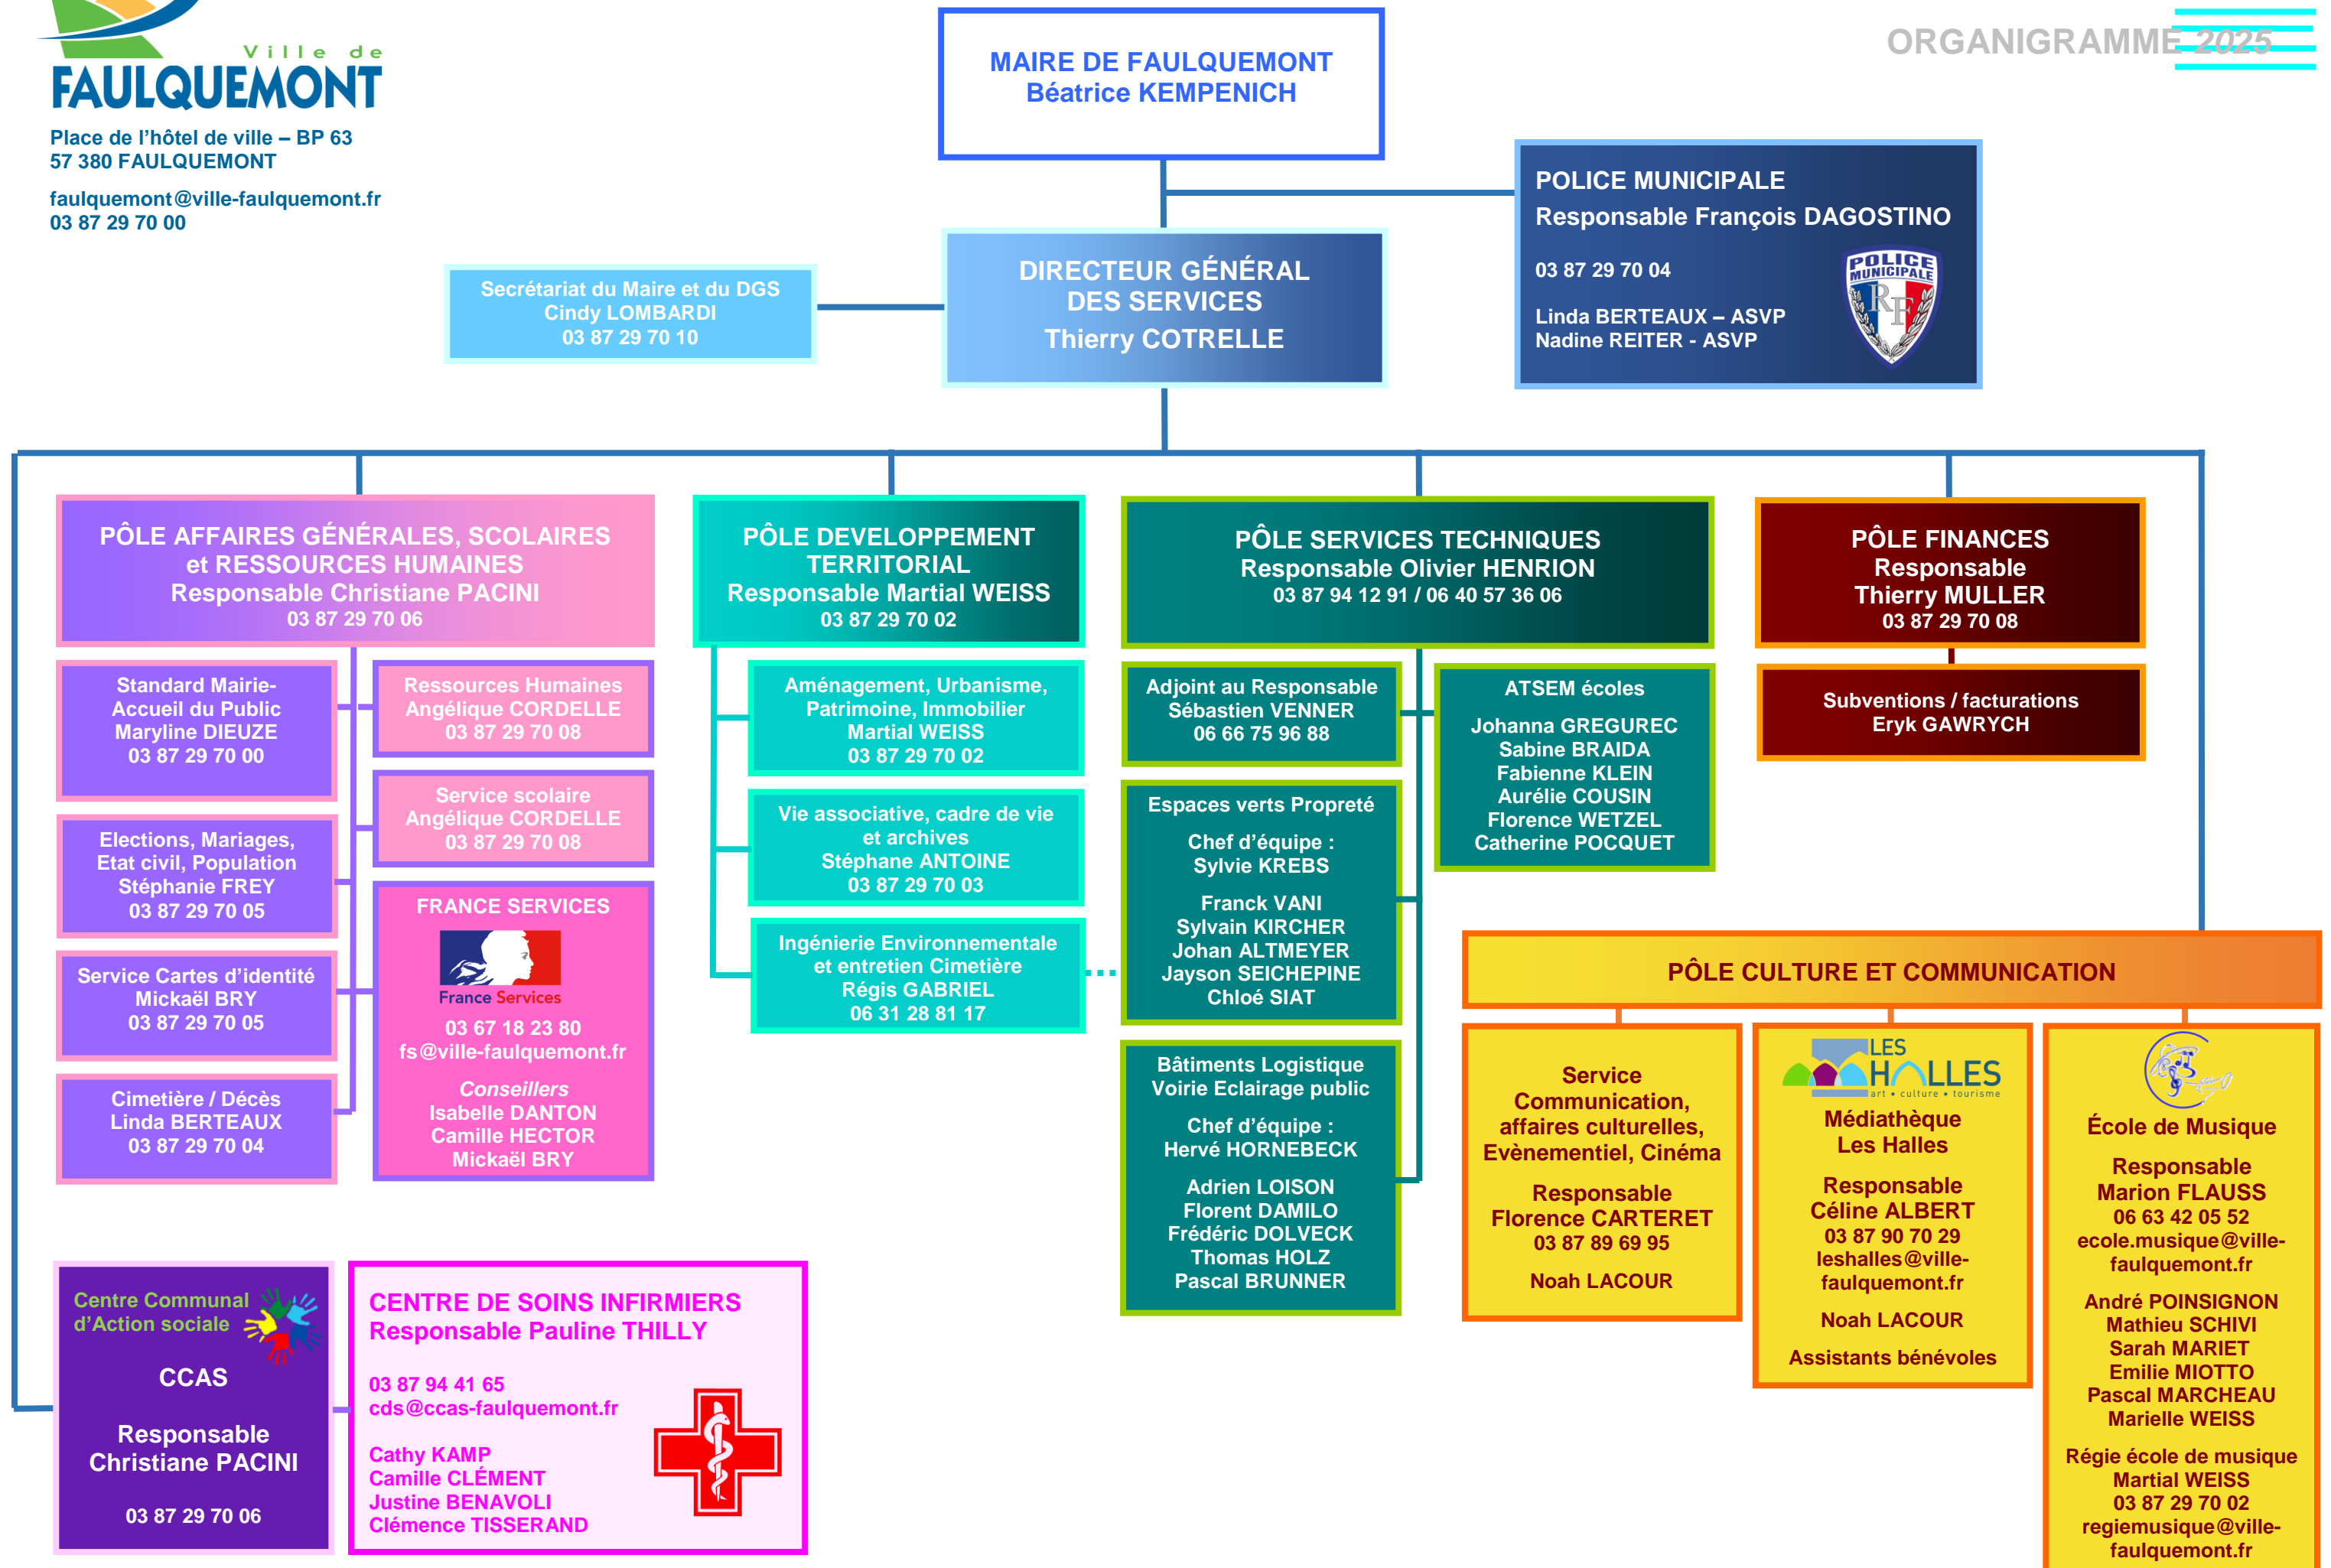 Ville de
FAULQUEMONT
Place de l'hôtel de ville – BP 63
57 380 FAULQUEMONT
faulquemont@ville-faulquemont.fr
03 87 29 70 00
MAIRE DE FAULQUEMONT
Béatrice KEMPENICH
ORGANIGRAMME 2025
POLICE MUNICIPALE
Responsable François DAGOSTINO
03 87 29 70 04
Linda BERTEAUX – ASVP
Nadine REITER - ASVP
POLICE
MUNICIPALE
RF
DIRECTEUR GÉNÉRAL
DES SERVICES
Thierry COTRELLE
Secrétariat du Maire et du DGS
Cindy LOMBARDI
03 87 29 70 10
PÔLE AFFAIRES GÉNÉRALES, SCOLAIRES
et RESSOURCES HUMAINES
Responsable Christiane PACINI
03 87 29 70 06
Standard Mairie-
Accueil du Public
Maryline DIEUZE
03 87 29 70 00
Elections, Mariages,
Etat civil, Population
Stéphanie FREY
03 87 29 70 05
Service Cartes d'identité
Mickaël BRY
03 87 29 70 05
Cimetière / Décès
Linda BERTEAUX
03 87 29 70 04
Ressources Humaines
Angélique CORDELLE
03 87 29 70 08
Service scolaire
Angélique CORDELLE
03 87 29 70 08
FRANCE SERVICES
France Services
03 67 18 23 80
fs@ville-faulquemont.fr
Conseillers
Isabelle DANTON
Camille HECTOR
Mickaël BRY
PÔLE DEVELOPPEMENT
TERRITORIAL
Responsable Martial WEISS
03 87 29 70 02
Aménagement, Urbanisme,
Patrimoine, Immobilier
Martial WEISS
03 87 29 70 02
Vie associative, cadre de vie
et archives
Stéphane ANTOINE
03 87 29 70 03
Ingénierie Environnementale
et entretien Cimetière
Régis GABRIEL
06 31 28 81 17
PÔLE SERVICES TECHNIQUES
Responsable Olivier HENRION
03 87 94 12 91 / 06 40 57 36 06
Adjoint au Responsable
Sébastien VENNER
06 66 75 96 88
Espaces verts Propreté
Chef d'équipe :
Sylvie KREBS
Franck VANI
Sylvain KIRCHER
Johan ALTMEYER
Jayson SEICHEPINE
Chloé SIAT
Bâtiments Logistique
Voirie Eclairage public
Chef d'équipe :
Hervé HORNEBECK
Adrien LOISON
Florent DAMILO
Frédéric DOLVECK
Thomas HOLZ
Pascal BRUNNER
ATSEM écoles
Johanna GREGUREC
Sabine BRAIDA
Fabienne KLEIN
Aurélie COUSIN
Florence WETZEL
Catherine POCQUET
PÔLE FINANCES
Responsable
Thierry MULLER
03 87 29 70 08
Subventions / facturations
Eryk GAWRYCH
PÔLE CULTURE ET COMMUNICATION
Service
Communication,
affaires culturelles,
Evènementiel, Cinéma
Responsable
Florence CARTERET
03 87 89 69 95
Noah LACOUR
LES
HALLES
art • culture • tourisme
Médiathèque
Les Halles
Responsable
Céline ALBERT
03 87 90 70 29
leshalles@ville-
faulquemont.fr
Noah LACOUR
Assistants bénévoles
École de Musique
Responsable
Marion FLAUSS
06 63 42 05 52
ecole.musique@ville-
faulquemont.fr
André POINSIGNON
Mathieu SCHIVI
Sarah MARIET
Emilie MIOTTO
Pascal MARCHEAU
Marielle WEISS
Régie école de musique
Martial WEISS
03 87 29 70 02
regiemusique@ville-
faulquemont.fr
Centre Communal
d'Action sociale
CCAS
Responsable
Christiane PACINI
03 87 29 70 06
CENTRE DE SOINS INFIRMIERS
Responsable Pauline THILLY
03 87 94 41 65
cds@ccas-faulquemont.fr
Cathy KAMP
Camille CLÉMENT
Justine BENAVOLI
Clémence TISSERAND